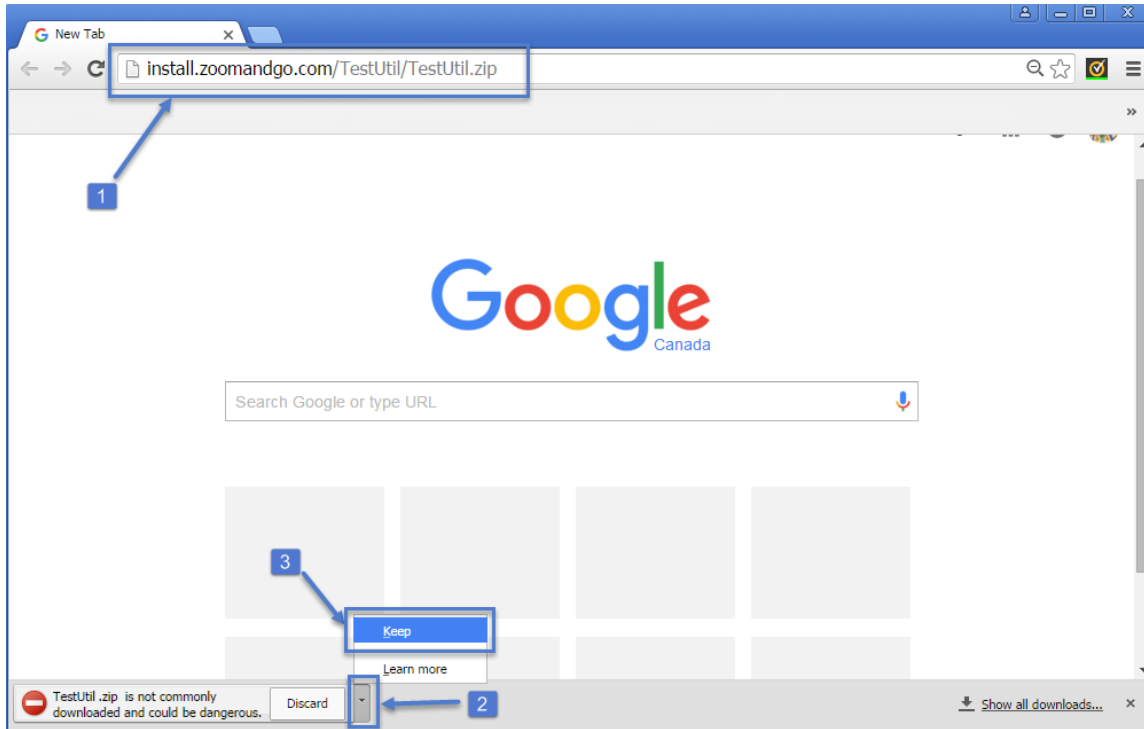 New Tab
install.zoomandgo.com/TestUtil/TestUtil.zip
1
Google
Canada
Search Google or type URL
3
Keep
Learn more
TestUtil .zip is not commonly
downloaded and could be dangerous.
Discard
2
Show all downloads...